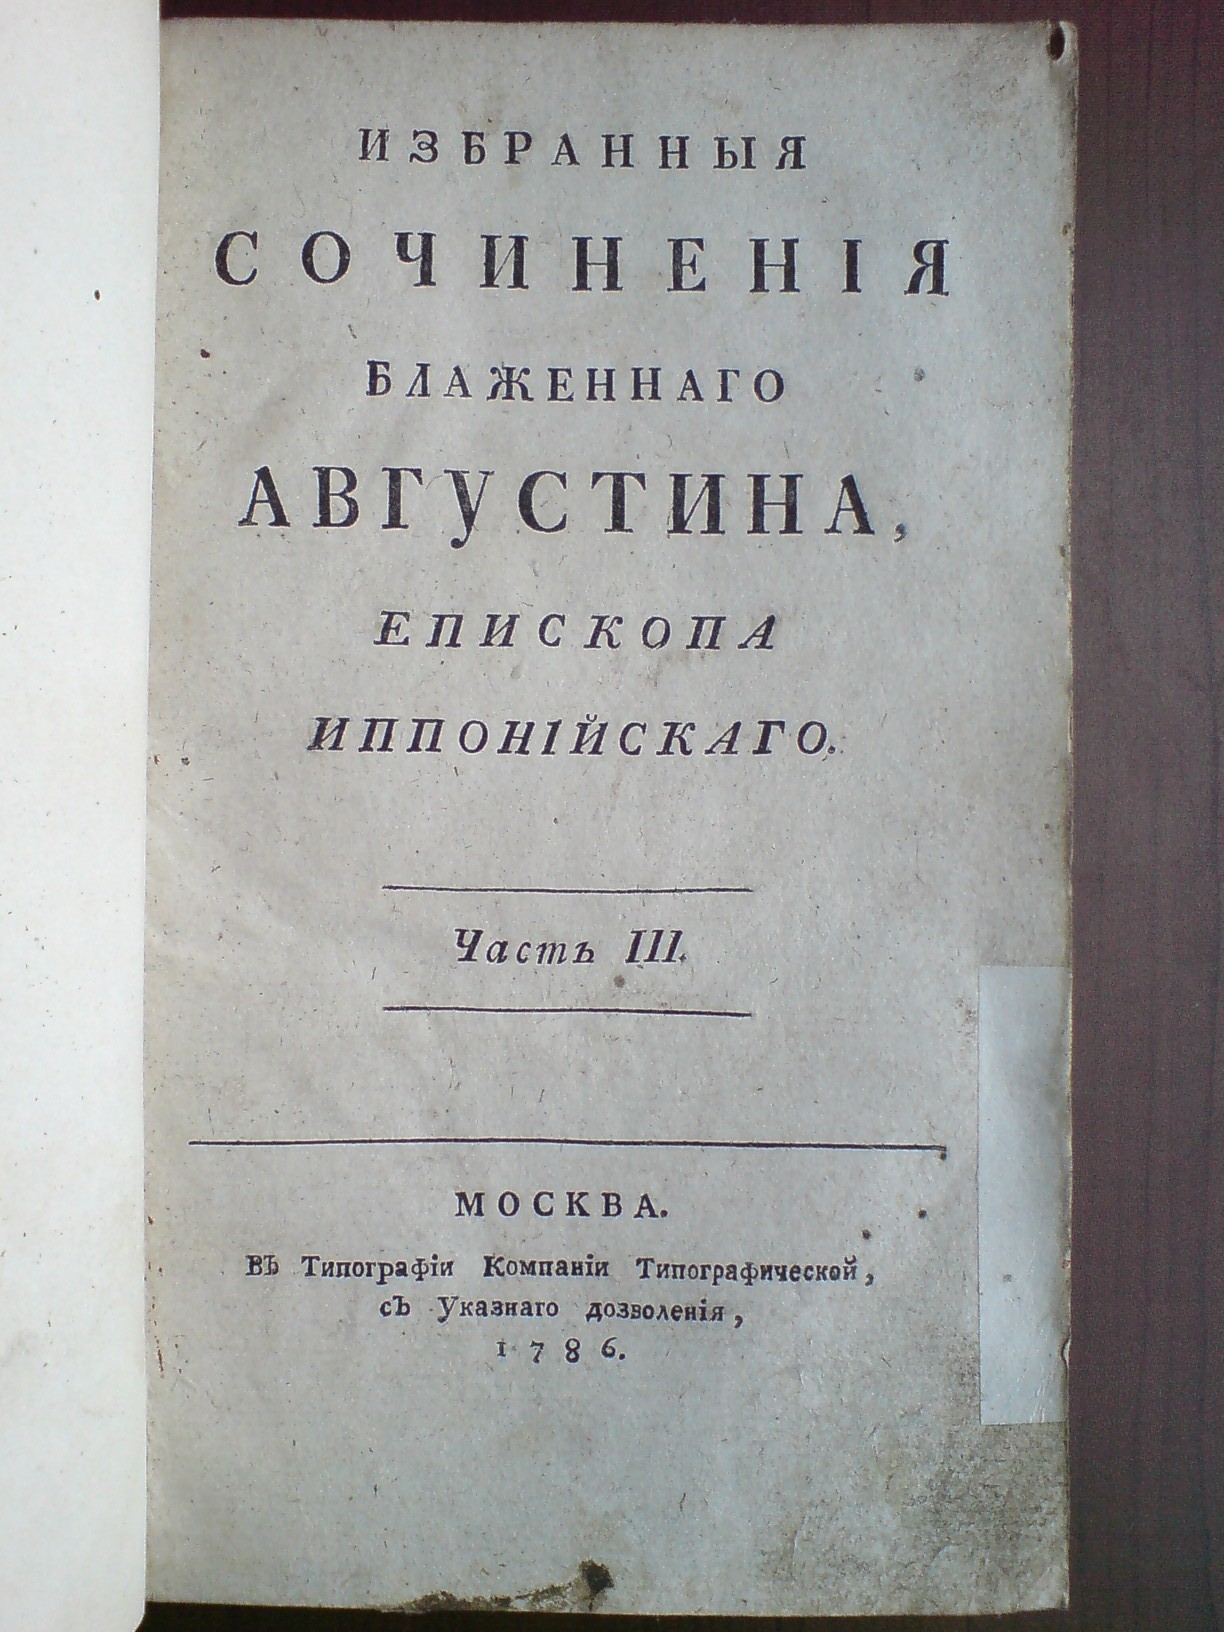 ИЗБРАННЫЯ
СОЧИНЕНІЯ
БЛАЖЕННАГО
АВГУСТИНА,
ЕПИСКОПА
ИППОНІЙСКАГО.
Часть III.
МОСКВА.
Въ Типографіи Компаніи Типографической,
съ Указнаго дозволенія,
1786.